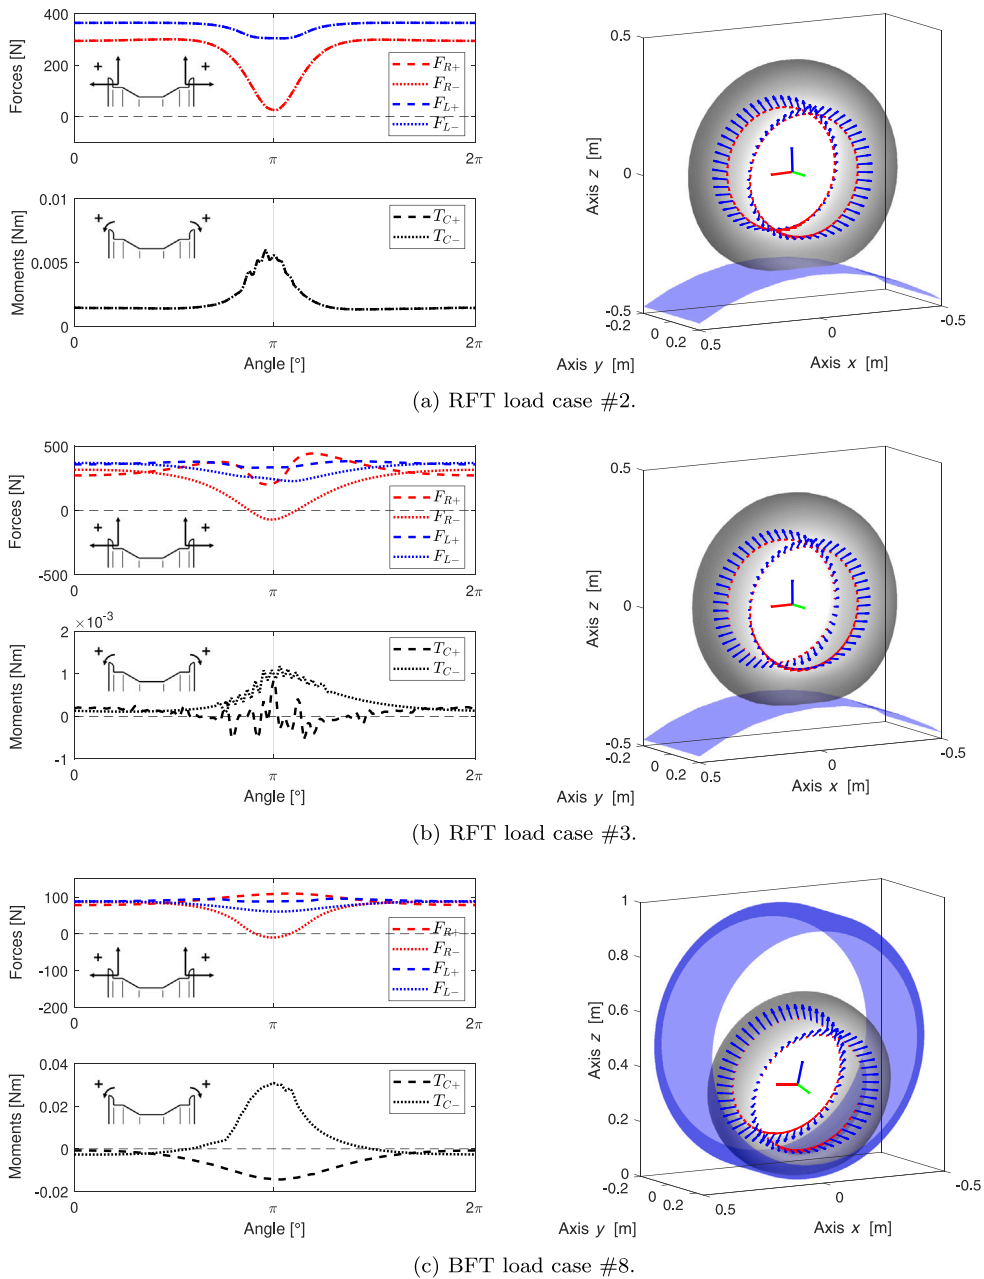 400
200
0
Forces [N]
+ +
F_{R+}
F_{R-}
F_{L+}
F_{L-}
0 π 2π
0.01
0.005
0
Moments [Nm]
+ +
T_{C+}
T_{C-}
0 π 2π
Angle [°]
0.5
0
-0.5
Axis z [m]
-0.2
0
0.2
0.5
0
-0.5
Axis y [m]
Axis x [m]
(a) RFT load case #2.
500
0
-500
Forces [N]
+ +
F_{R+}
F_{R-}
F_{L+}
F_{L-}
0 π 2π
×10⁻³
2
1
0
-1
Moments [Nm]
+ +
T_{C+}
T_{C-}
0 π 2π
Angle [°]
0.5
0
-0.5
Axis z [m]
-0.2
0
0.2
0.5
0
-0.5
Axis y [m]
Axis x [m]
(b) RFT load case #3.
100
0
-100
-200
Forces [N]
+ +
F_{R+}
F_{R-}
F_{L+}
F_{L-}
0 π 2π
0.04
0.02
0
-0.02
Moments [Nm]
+ +
T_{C+}
T_{C-}
0 π 2π
Angle [°]
1
0.8
0.6
0.4
0.2
0
Axis z [m]
-0.2
0
0.2
0.5
0
-0.5
Axis y [m]
Axis x [m]
(c) BFT load case #8.